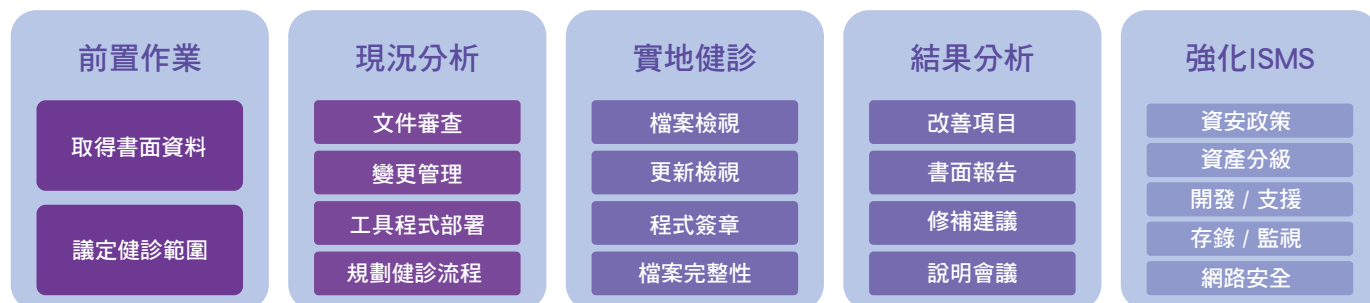 前置作業
取得書面資料
議定健診範圍
現況分析
文件審查
變更管理
工具程式部署
規劃健診流程
實地健診
檔案檢視
更新檢視
程式簽章
檔案完整性
結果分析
改善項目
書面報告
修補建議
說明會議
強化ISMS
資安政策
資產分級
開發 / 支援
存錄 / 監視
網路安全